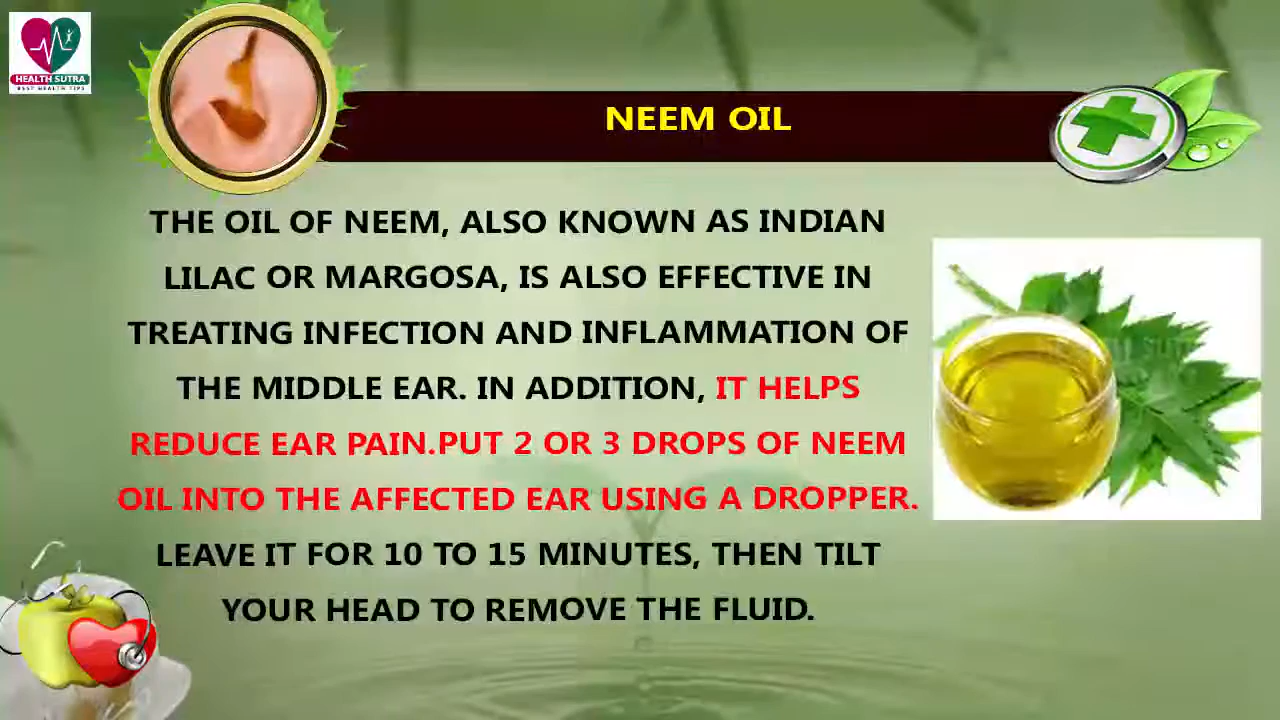 HEALTH SUTRA
BEST HEALTH TIPS
NEEM OIL
THE OIL OF NEEM, ALSO KNOWN AS INDIAN
LILAC OR MARGOSA, IS ALSO EFFECTIVE IN
TREATING INFECTION AND INFLAMMATION OF
THE MIDDLE EAR. IN ADDITION, IT HELPS
REDUCE EAR PAIN.PUT 2 OR 3 DROPS OF NEEM
OIL INTO THE AFFECTED EAR USING A DROPPER.
LEAVE IT FOR 10 TO 15 MINUTES, THEN TILT
YOUR HEAD TO REMOVE THE FLUID.